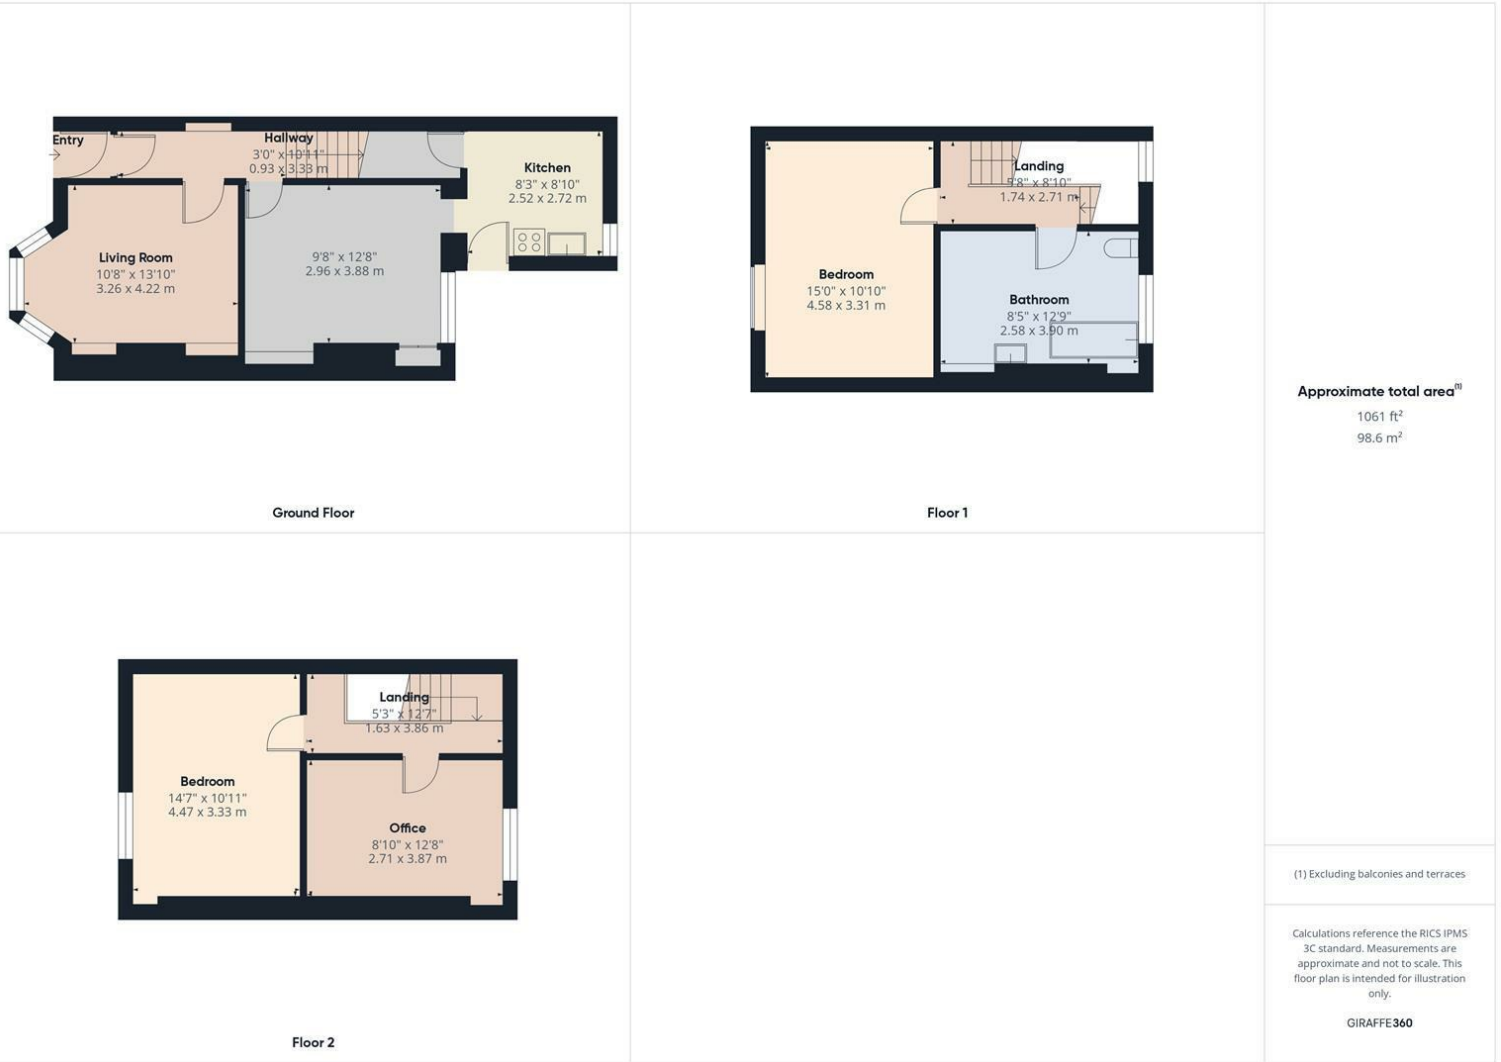 Entry
Hallway
3'0" x 10'11"
0.93 x 3.33 m
Kitchen
8'3" x 8'10"
2.52 x 2.72 m
Living Room
10'8" x 13'10"
3.26 x 4.22 m
9'8" x 12'8"
2.96 x 3.88 m
Ground Floor
Landing
5'8" x 8'10"
1.74 x 2.71 m
Bedroom
15'0" x 10'10"
4.58 x 3.31 m
Bathroom
8'5" x 12'9"
2.58 x 3.90 m
Floor 1
Landing
5'3" x 12'7"
1.63 x 3.86 m
Bedroom
14'7" x 10'11"
4.47 x 3.33 m
Office
8'10" x 12'8"
2.71 x 3.87 m
Floor 2
Approximate total area(1)
1061 ft²
98.6 m²
(1) Excluding balconies and terraces
Calculations reference the RICS IPMS
3C standard. Measurements are
approximate and not to scale. This
floor plan is intended for illustration
only.
GIRAFFE360